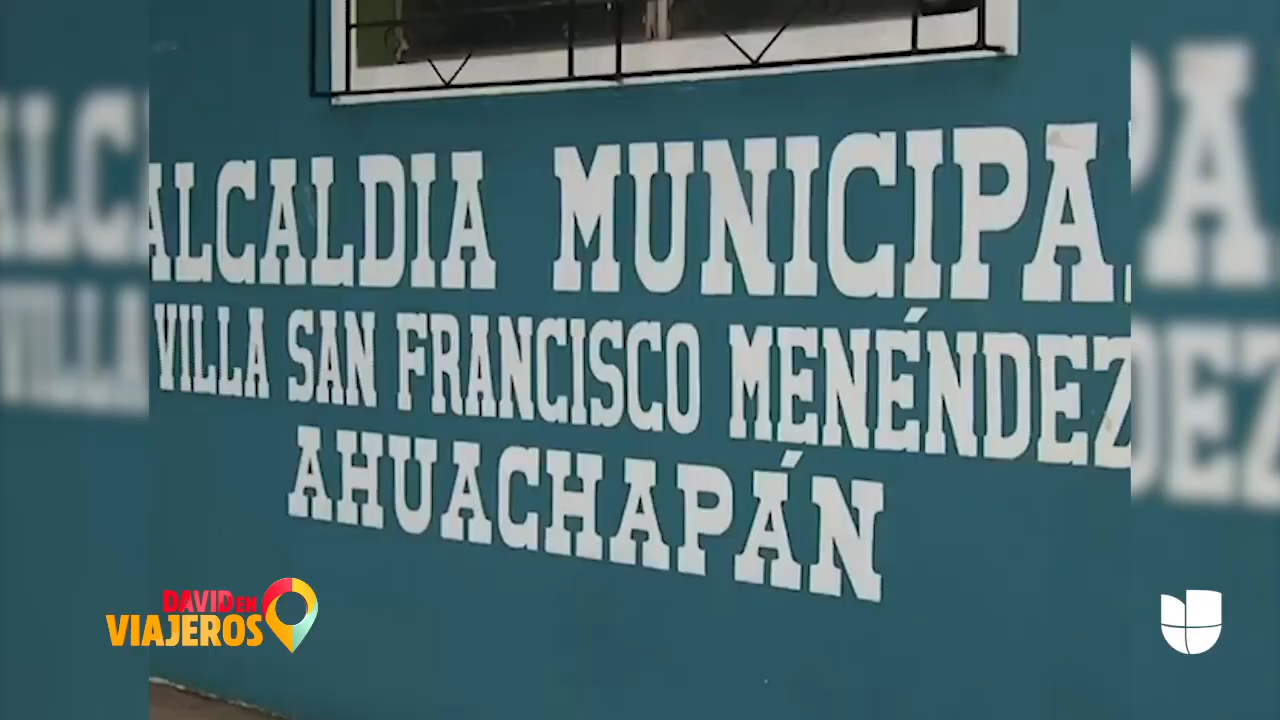 ALCALDIA MUNICIPA
VILLA SAN FRANCISCO MENÉNDEZ
AHUACHAPÁN
DAVID EN
VIAJEROS